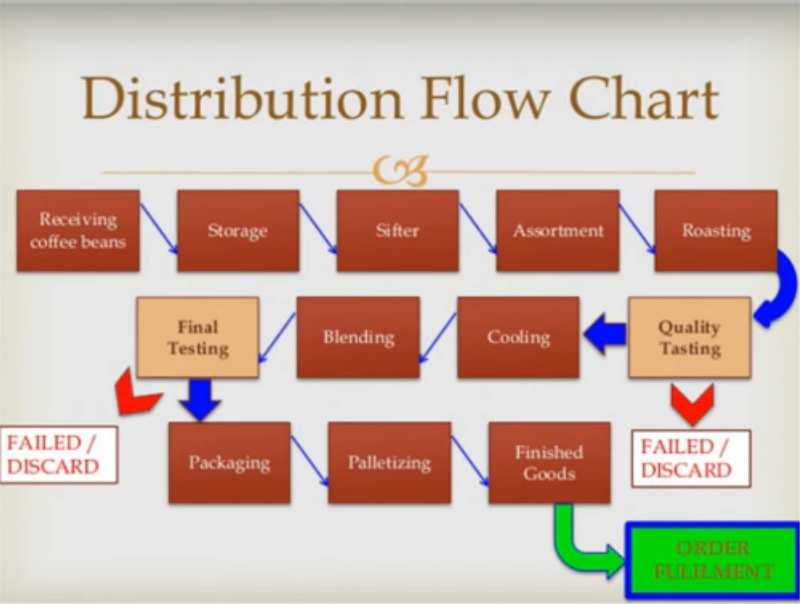 Distribution Flow Chart
Receiving
coffee beans
Storage
Sifter
Assortment
Roasting
Final
Testing
Blending
Cooling
Quality
Tasting
FAILED /
DISCARD
Packaging
Palletizing
Finished
Goods
FAILED /
DISCARD
ORDER
FULILMENT